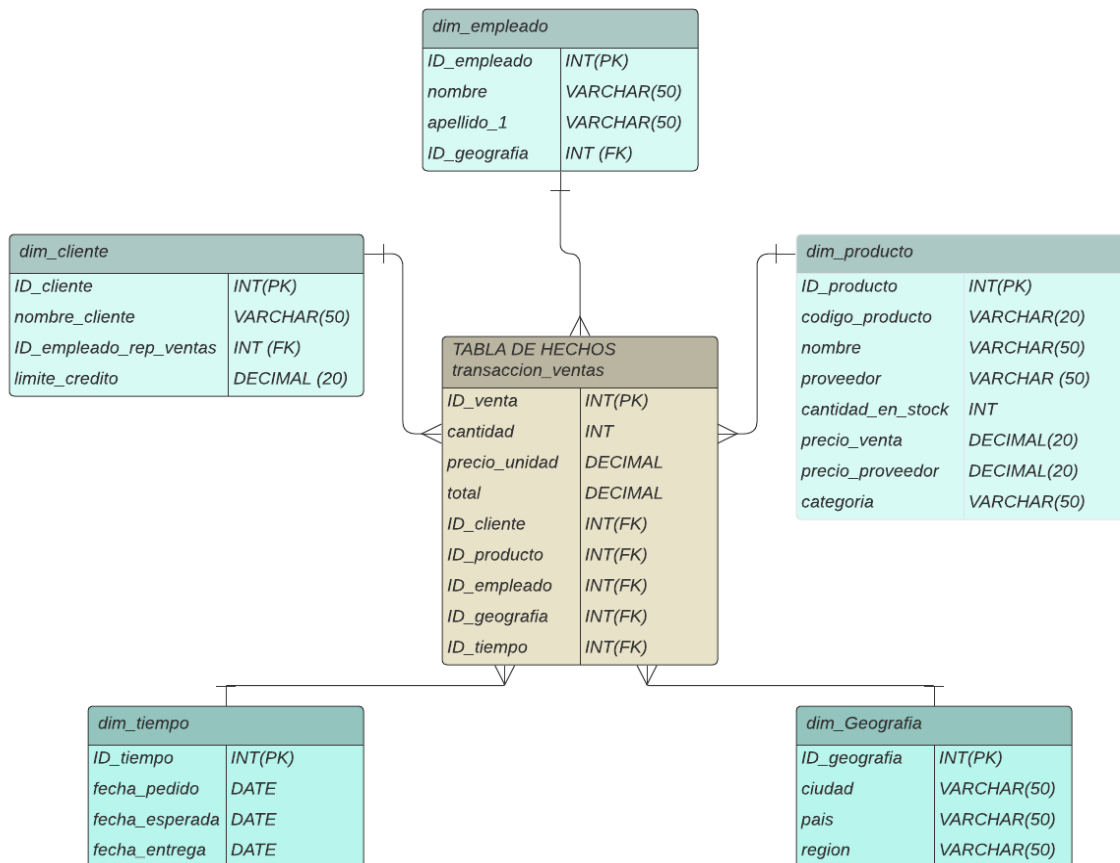 dim_empleado
ID_empleado INT(PK)
nombre VARCHAR(50)
apellido_1 VARCHAR(50)
ID_geografia INT (FK)
dim_cliente
ID_cliente INT(PK)
nombre_cliente VARCHAR(50)
ID_empleado_rep_ventas INT (FK)
limite_credito DECIMAL (20)
dim_producto
ID_producto INT(PK)
codigo_producto VARCHAR(20)
nombre VARCHAR(50)
proveedor VARCHAR (50)
cantidad_en_stock INT
precio_venta DECIMAL(20)
precio_proveedor DECIMAL(20)
categoria VARCHAR(50)
TABLA DE HECHOS
transaccion_ventas
ID_venta INT(PK)
cantidad INT
precio_unidad DECIMAL
total DECIMAL
ID_cliente INT(FK)
ID_producto INT(FK)
ID_empleado INT(FK)
ID_geografia INT(FK)
ID_tiempo INT(FK)
dim_tiempo
ID_tiempo INT(PK)
fecha_pedido DATE
fecha_esperada DATE
fecha_entrega DATE
dim_Geografia
ID_geografia INT(PK)
ciudad VARCHAR(50)
pais VARCHAR(50)
region VARCHAR(50)